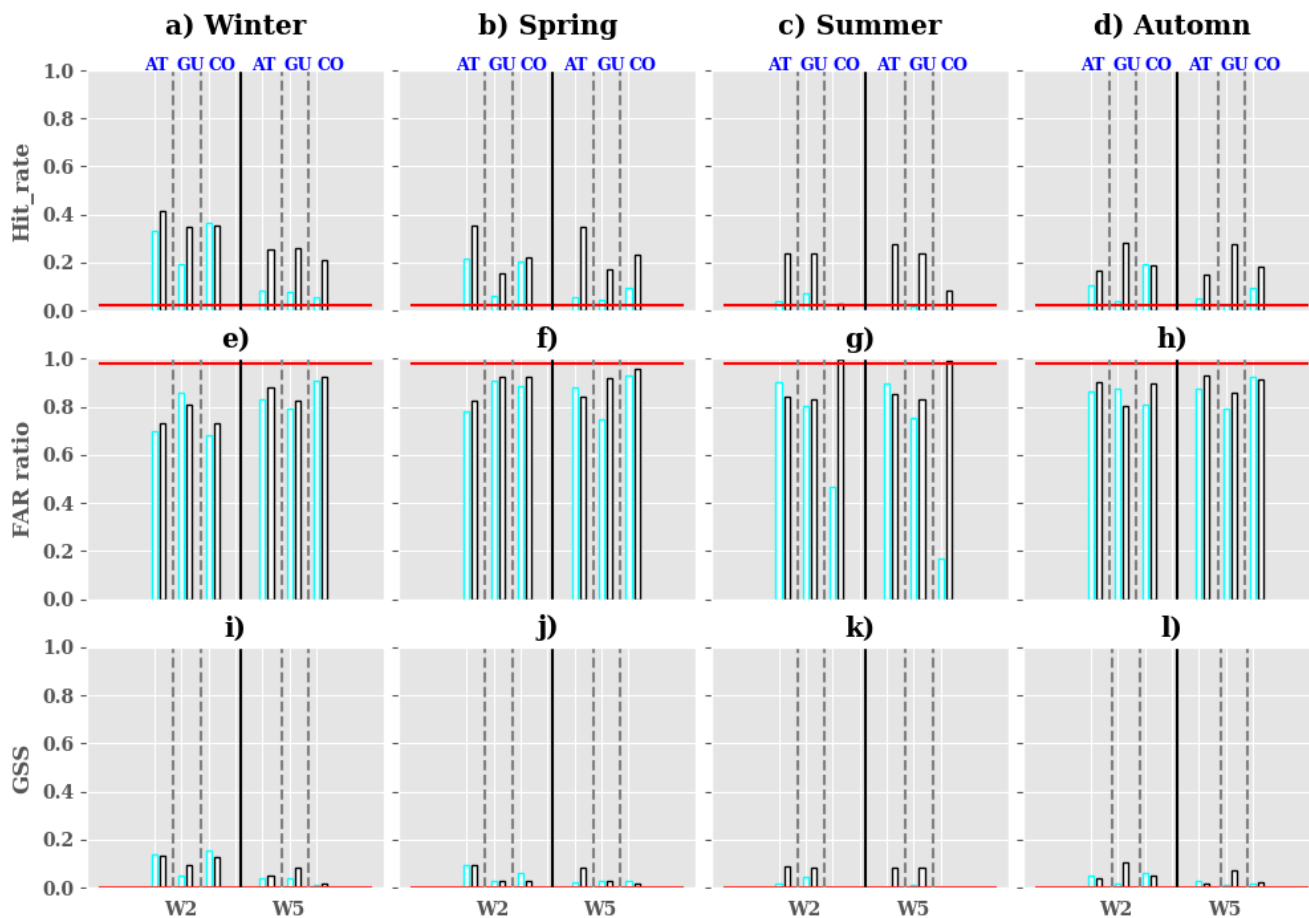 a) Winter b) Spring c) Summer d) Automn
AT GU CO AT GU CO AT GU CO AT GU CO AT GU CO AT GU CO AT GU CO AT GU CO
1.0
0.8
0.6
0.4
0.2
0.0
Hit_rate
e) f) g) h)
1.0
0.8
0.6
0.4
0.2
0.0
FAR ratio
i) j) k) l)
1.0
0.8
0.6
0.4
0.2
0.0
GSS
W2 W5 W2 W5 W2 W5 W2 W5